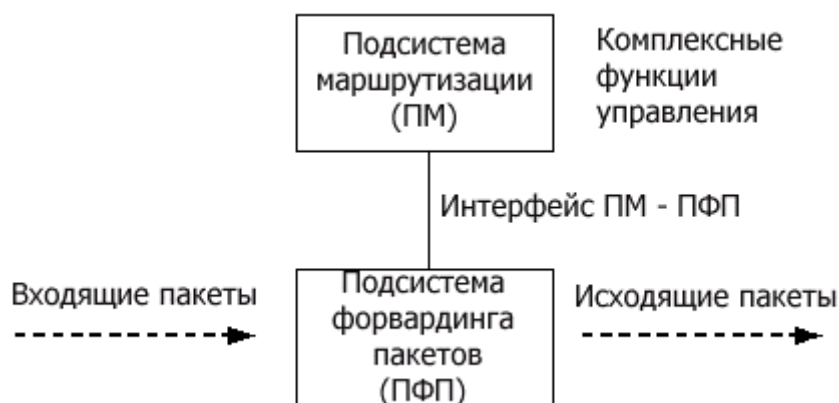 Подсистема
маршрутизации
(ПМ)
Комплексные
функции
управления
Интерфейс ПМ - ПФП
Входящие пакеты
Подсистема
форвардинга
пакетов
(ПФП)
Исходящие пакеты